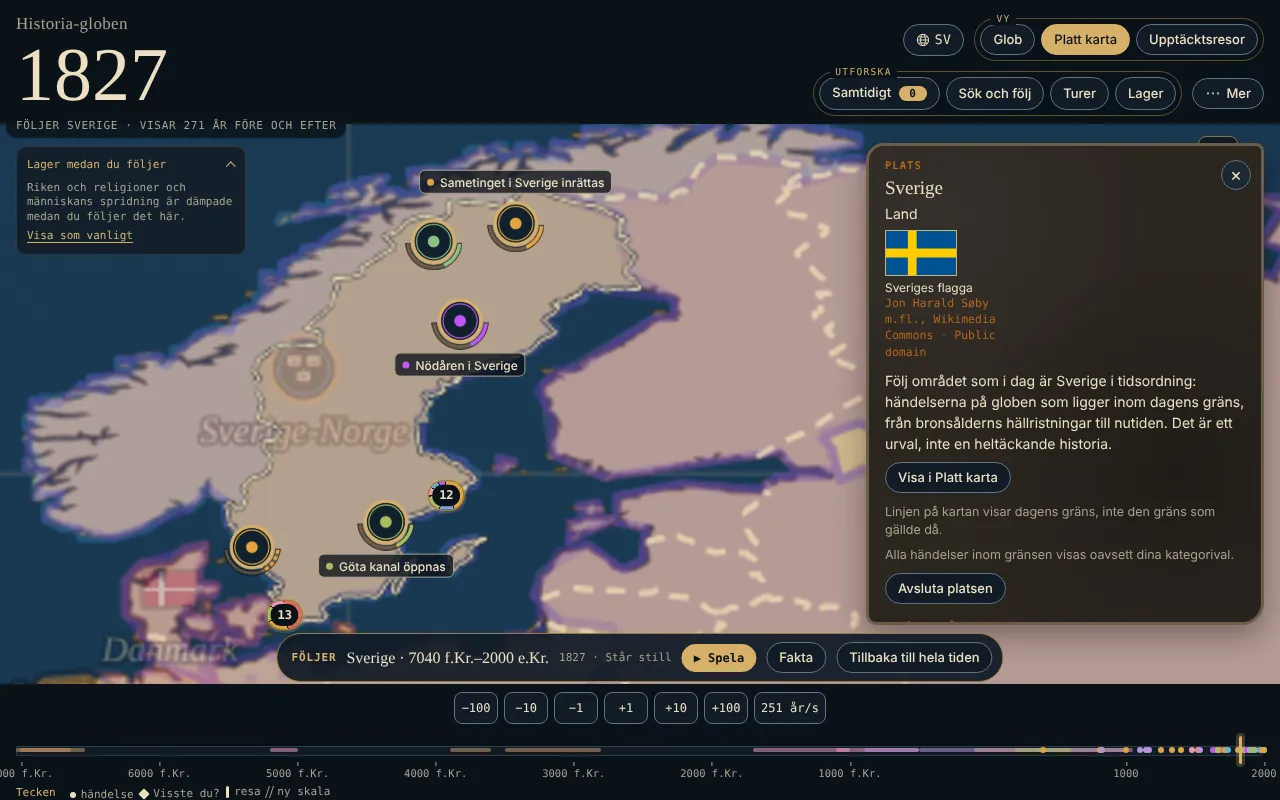 Historia-globen
1827
FÖLJER SVERIGE · VISAR 271 ÅR FÖRE OCH EFTER
SV
VY
Glob
Platt karta
Upptäcktsresor
UTFORSKA
Samtidigt 0
Sök och följ
Turer
Lager
··· Mer
Lager medan du följer
Riken och religioner och
människans spridning är dämpade
medan du följer det här.
Visa som vanligt
Sametinget i Sverige inrättas
Nödåren i Sverige
Sverige-Norge
12
Göta kanal öppnas
13
Danmark
PLATS
Sverige
Land
Sveriges flagga
Jon Harald Søby
m.fl., Wikimedia
Commons · Public
domain
Följ området som i dag är Sverige i tidsordning:
händelserna på globen som ligger inom dagens gräns,
från bronsålderns hällristningar till nutiden. Det är ett
urval, inte en heltäckande historia.
Visa i Platt karta
Linjen på kartan visar dagens gräns, inte den gräns som
gällde då.
Alla händelser inom gränsen visas oavsett dina kategorival.
Avsluta platsen
FÖLJER Sverige · 7040 f.Kr.–2000 e.Kr. 1827 · Står still ▶ Spela Fakta Tillbaka till hela tiden
−100 −10 −1 +1 +10 +100 251 år/s
000 f.Kr. 6000 f.Kr. 5000 f.Kr. 4000 f.Kr. 3000 f.Kr. 2000 f.Kr. 1000 f.Kr. 1000 2000
Tecken händelse Visste du? resa // ny skala